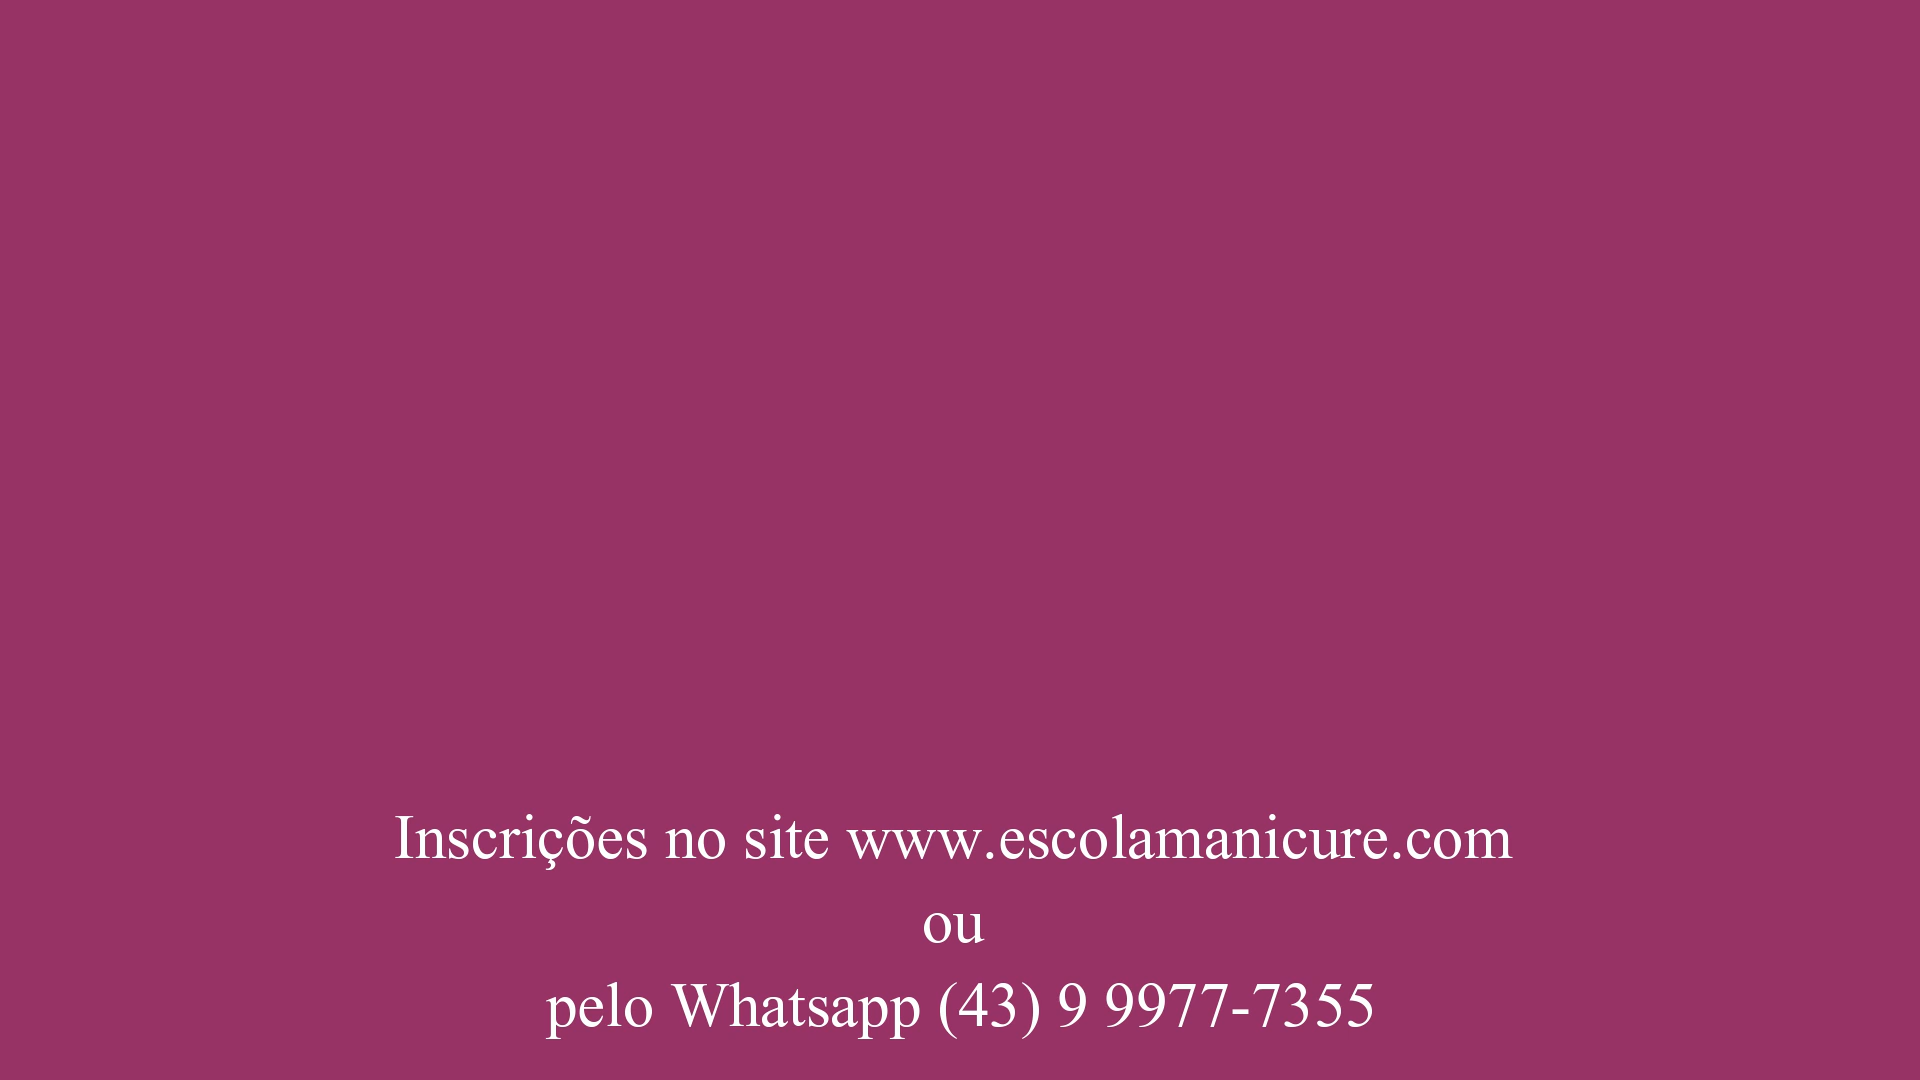 Inscrições no site www.escolamanicure.com
ou
pelo Whatsapp (43) 9 9977-7355